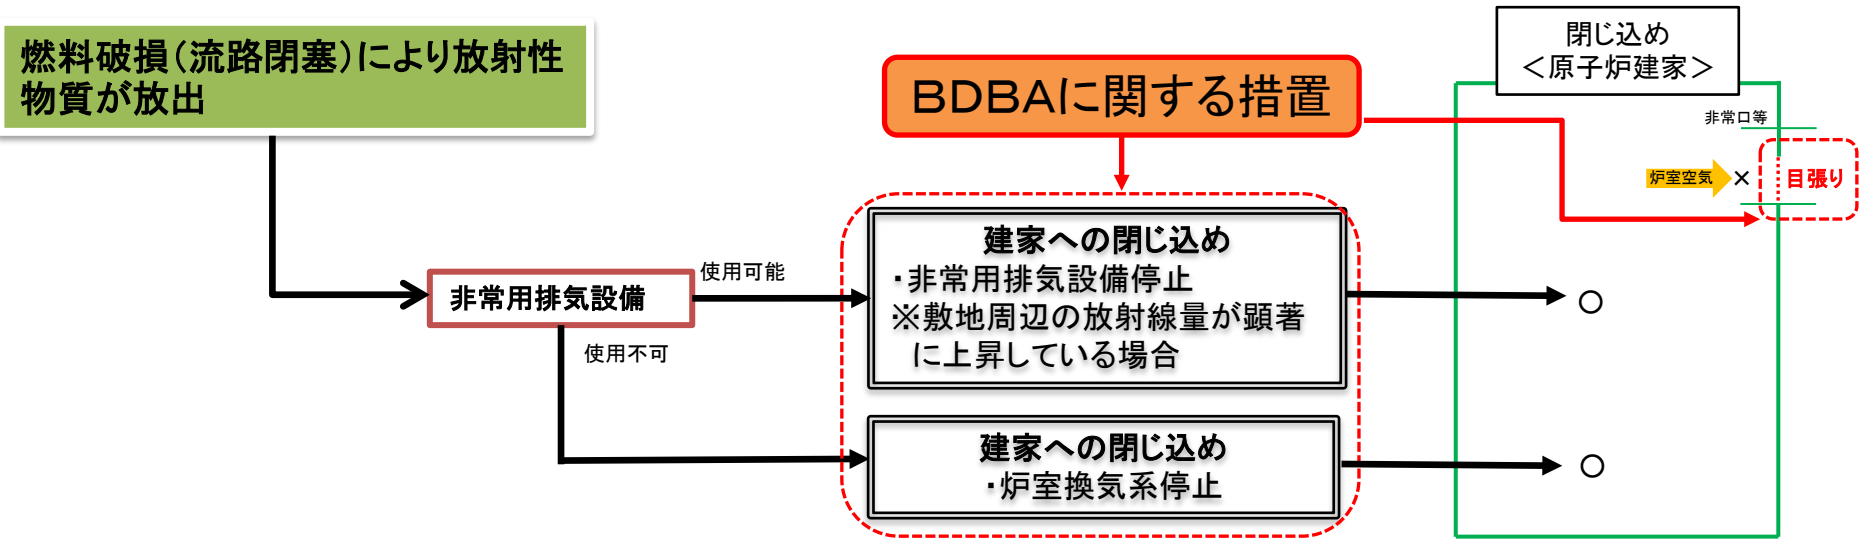 燃料破損(流路閉塞)により放射性
物質が放出
BDBAに関する措置
閉じ込め
＜原子炉建家＞
非常口等
炉室空気
×
目張り
非常用排気設備
使用可能
使用不可
建家への閉じ込め
・非常用排気設備停止
※敷地周辺の放射線量が顕著
に上昇している場合
○
建家への閉じ込め
・炉室換気系停止
○